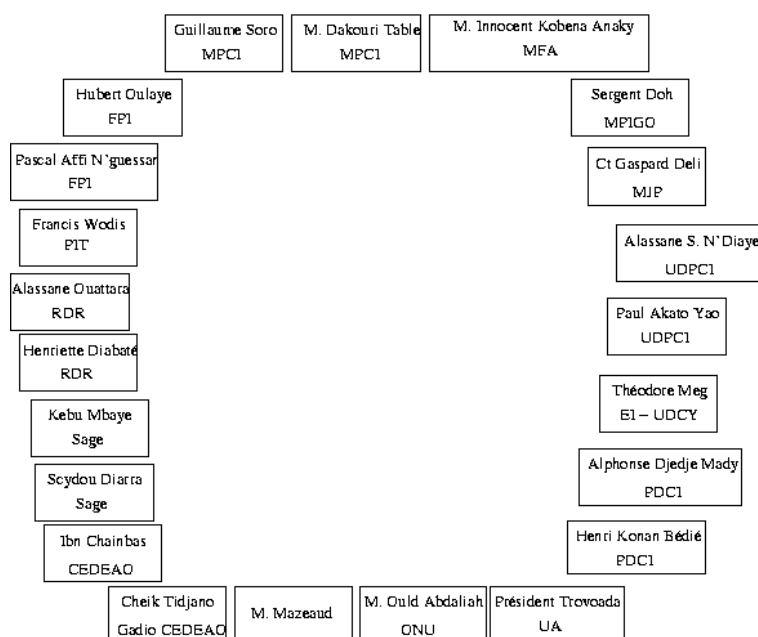 Guillaume Soro
MPCI
M. Dakouri Table
MPCI
M. Innocent Kobena Anaky
MFA
Hubert Oulaye
FPI
Sergent Doh
MPIGO
Pascal Affi N'guessan
FPI
Ct Gaspard Deli
MJP
Francis Wodis
PIT
Alassane S. N'Diaye
UDPCI
Alassane Ouattara
RDR
Paul Akato Yao
UDPCI
Henriette Diabaté
RDR
Théodore Meg
EI - UDCY
Kebu Mbaye
Sage
Alphonse Djedje Mady
PDCI
Seydou Diarra
Sage
Henri Konan Bédié
PDCI
Ibn Chainbas
CEDEAO
Cheik Tidjano
Gadio CEDEAO
M. Mazeaud
M. Ould Abdaliah
ONU
Président Trovoada
UA